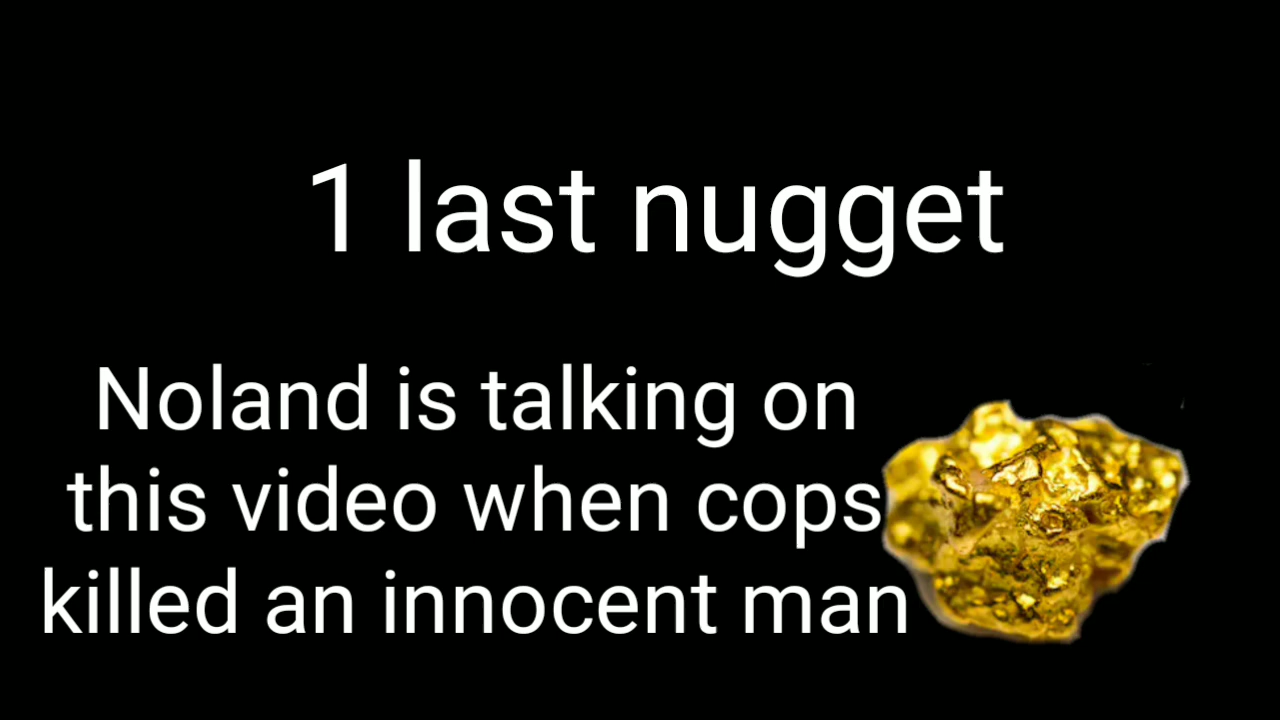 1 last nugget
Noland is talking on
this video when cops
killed an innocent man